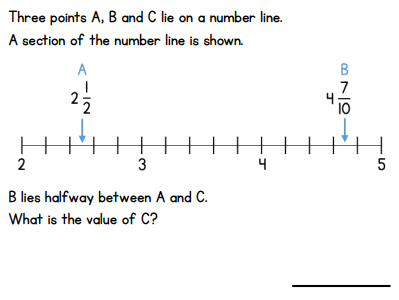 Three points A, B and C lie on a number line.
A section of the number line is shown.
A B
2 1/2 4 7/10
2 3 4 5
B lies halfway between A and C.
What is the value of C?